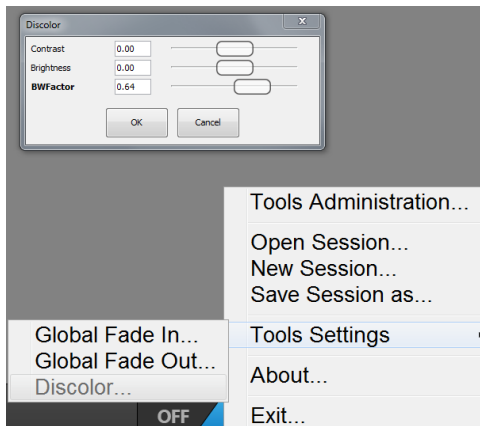 Discolor
Contrast 0.00
Brightness 0.00
BWFactor 0.64
OK Cancel
Tools Administration...
Open Session...
New Session...
Save Session as...
Tools Settings
Global Fade In...
Global Fade Out...
Discolor...
About...
Exit...
OFF